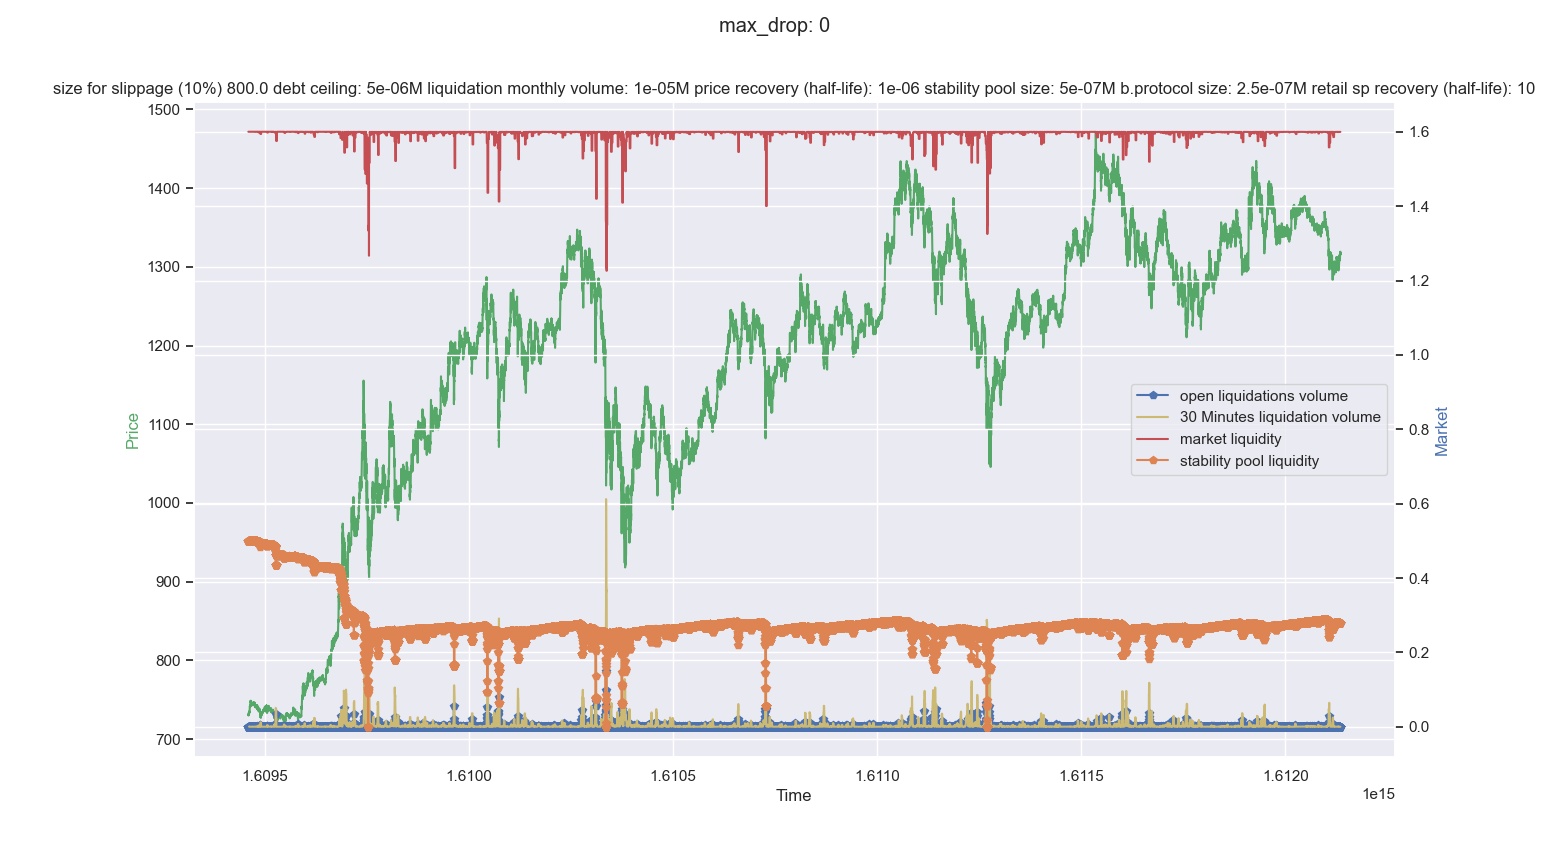 max_drop: 0
size for slippage (10%) 800.0 debt ceiling: 5e-06M liquidation monthly volume: 1e-05M price recovery (half-life): 1e-06 stability pool size: 5e-07M b.protocol size: 2.5e-07M retail sp recovery (half-life): 10
1500
1400
1300
1200
1100
1000
900
800
700
Price
1.6
1.4
1.2
1.0
0.8
0.6
0.4
0.2
0.0
Market
open liquidations volume
30 Minutes liquidation volume
market liquidity
stability pool liquidity
1.6095 1.6100 1.6105 1.6110 1.6115 1.6120
Time
1e15